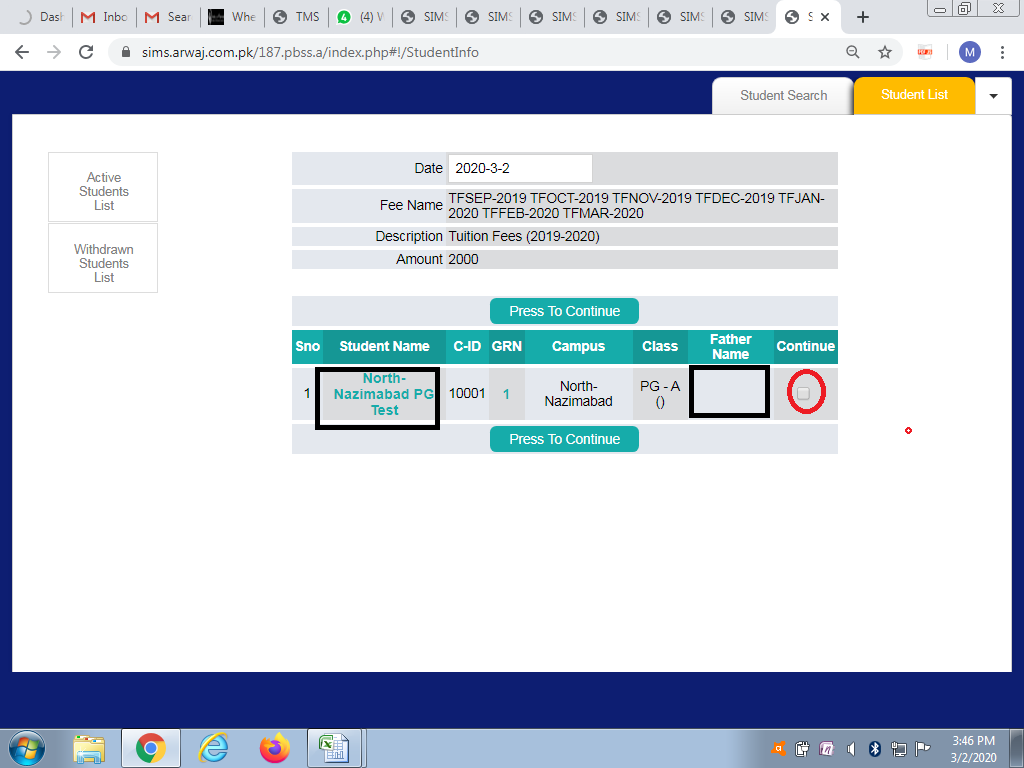 Dash
Inbo
Sear
Whe
TMS
(4) W
SIMS
SIMS
SIMS
SIMS
SIMS
SIMS
S
sims.arwaj.com.pk/187.pbss.a/index.php#!/StudentInfo
M
Student Search
Student List
Active
Students
List
Withdrawn
Students
List
Date 2020-3-2
Fee Name TFSEP-2019 TFOCT-2019 TFNOV-2019 TFDEC-2019 TFJAN-
2020 TFFEB-2020 TFMAR-2020
Description Tuition Fees (2019-2020)
Amount 2000
Press To Continue
Sno Student Name C-ID GRN Campus Class Father Name Continue
1 North-Nazimabad PG Test 10001 1 North-Nazimabad PG - A ()
Press To Continue
3:46 PM
3/2/2020